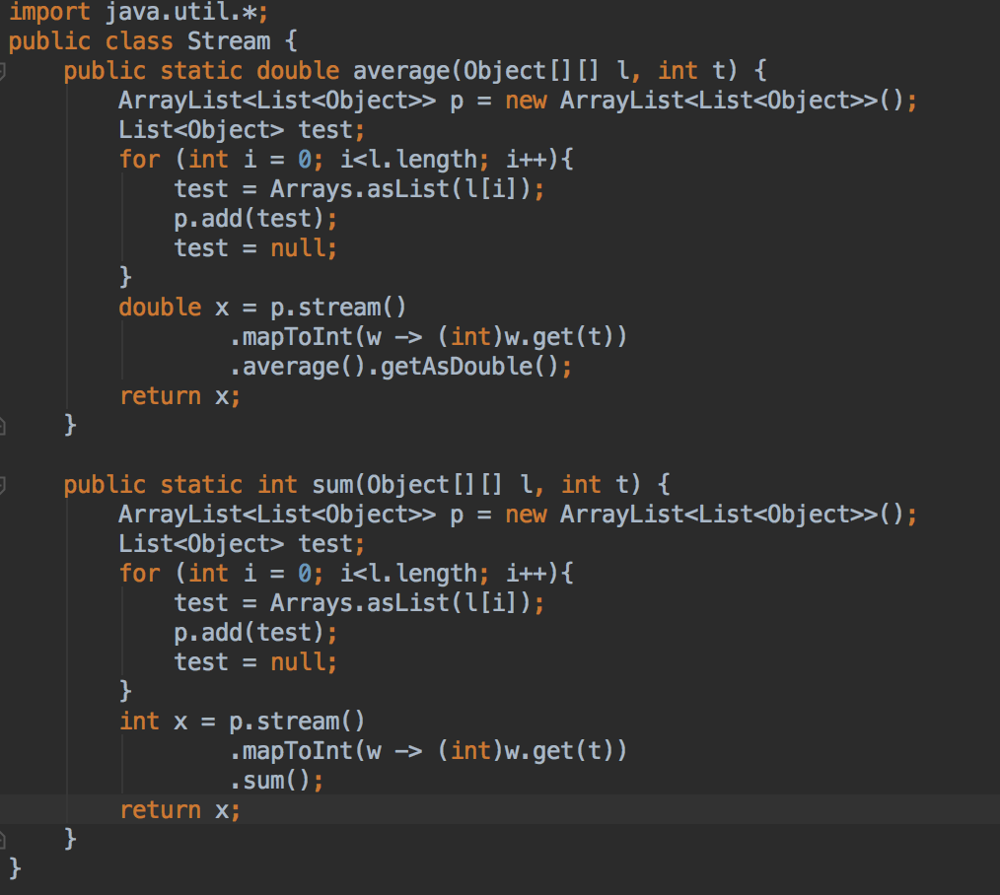 import java.util.*;
public class Stream {
    public static double average(Object[][] l, int t) {
        ArrayList<List<Object>> p = new ArrayList<List<Object>>();
        List<Object> test;
        for (int i = 0; i<l.length; i++){
            test = Arrays.asList(l[i]);
            p.add(test);
            test = null;
        }
        double x = p.stream()
                .mapToInt(w -> (int)w.get(t))
                .average().getAsDouble();
        return x;
    }

    public static int sum(Object[][] l, int t) {
        ArrayList<List<Object>> p = new ArrayList<List<Object>>();
        List<Object> test;
        for (int i = 0; i<l.length; i++){
            test = Arrays.asList(l[i]);
            p.add(test);
            test = null;
        }
        int x = p.stream()
                .mapToInt(w -> (int)w.get(t))
                .sum();
        return x;
    }
}